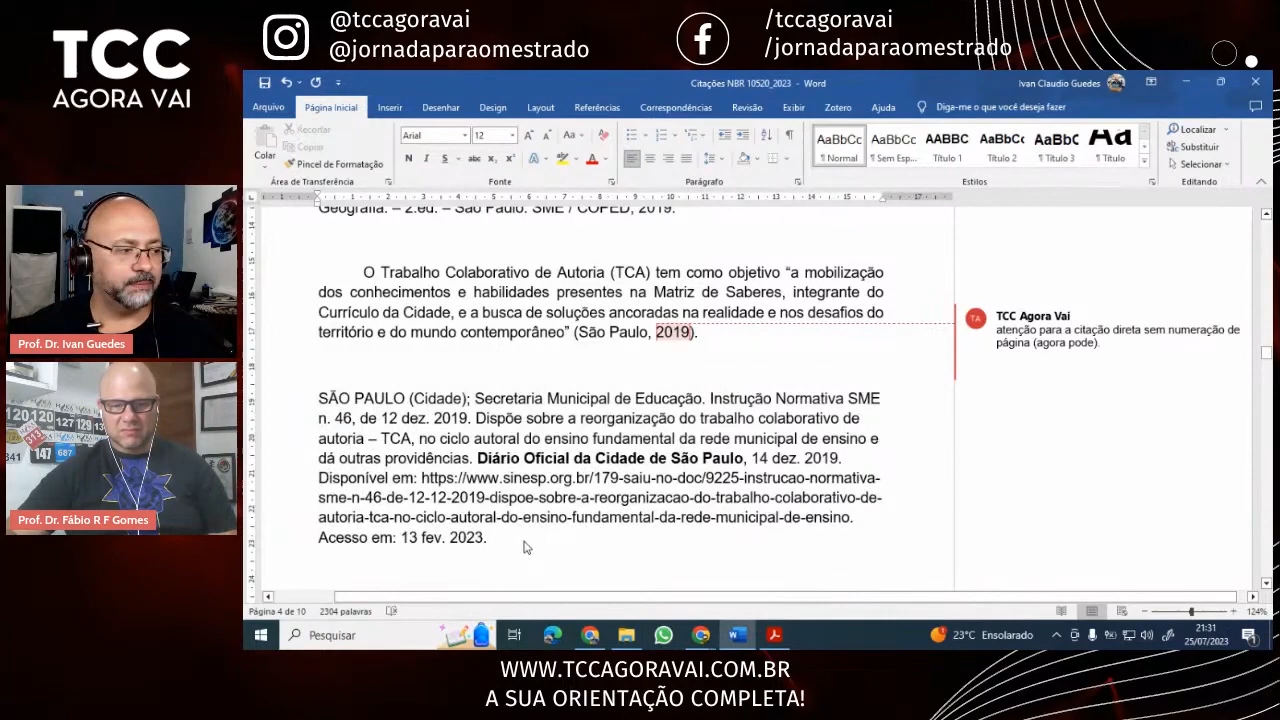 TCC
AGORA VAI
@tccagoravai
@jornadaparaomestrado
/tccagoravai
/jornadaparaomestrado
Citações NBR 10520_2023 - Word
Ivan Claudio Guedes
Arquivo Página Inicial Inserir Desenhar Design Layout Referências Correspondências Revisão Exibir Zotero Ajuda Diga-me o que você deseja fazer
Colar
Recortar
Copiar
Pincel de Formatação
Área de Transferência
Arial 12
Fonte
Parágrafo
AaBbCc AaBbCc AABBC AaBbCc AaBbC Aa
¶ Normal ¶ Sem Esp... Título 1 Título 2 ¶ Título 3 ¶ Título
Estilos
Localizar
Substituir
Selecionar
Editando
Geografia. – 2.ed. – São Paulo: SME / COPED, 2019.
O Trabalho Colaborativo de Autoria (TCA) tem como objetivo “a mobilização
dos conhecimentos e habilidades presentes na Matriz de Saberes, integrante do
Currículo da Cidade, e a busca de soluções ancoradas na realidade e nos desafios do
território e do mundo contemporâneo” (São Paulo, 2019).
TA TCC Agora Vai
atenção para a citação direta sem numeração de
página (agora pode).
SÃO PAULO (Cidade); Secretaria Municipal de Educação. Instrução Normativa SME
n. 46, de 12 dez. 2019. Dispõe sobre a reorganização do trabalho colaborativo de
autoria – TCA, no ciclo autoral do ensino fundamental da rede municipal de ensino e
dá outras providências. Diário Oficial da Cidade de São Paulo, 14 dez. 2019.
Disponível em: https://www.sinesp.org.br/179-saiu-no-doc/9225-instrucao-normativa-
sme-n-46-de-12-12-2019-dispoe-sobre-a-reorganizacao-do-trabalho-colaborativo-de-
autoria-tca-no-ciclo-autoral-do-ensino-fundamental-da-rede-municipal-de-ensino.
Acesso em: 13 fev. 2023.
Prof. Dr. Ivan Guedes
Prof. Dr. Fábio R F Gomes
Página 4 de 10 2304 palavras
124%
Pesquisar
23°C Ensolarado
21:31
25/07/2023
WWW.TCCAGORAVAI.COM.BR
A SUA ORIENTAÇÃO COMPLETA!